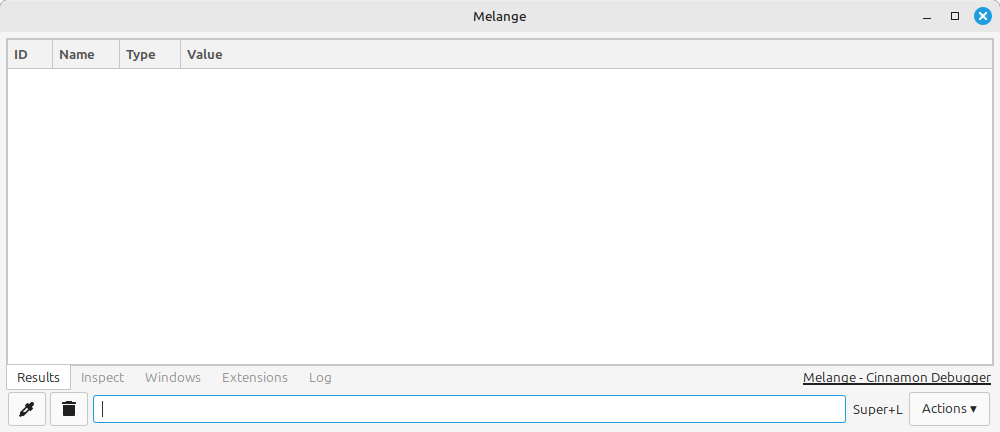 Melange
ID Name Type Value
Results Inspect Windows Extensions Log Melange - Cinnamon Debugger
Super+L Actions ▾